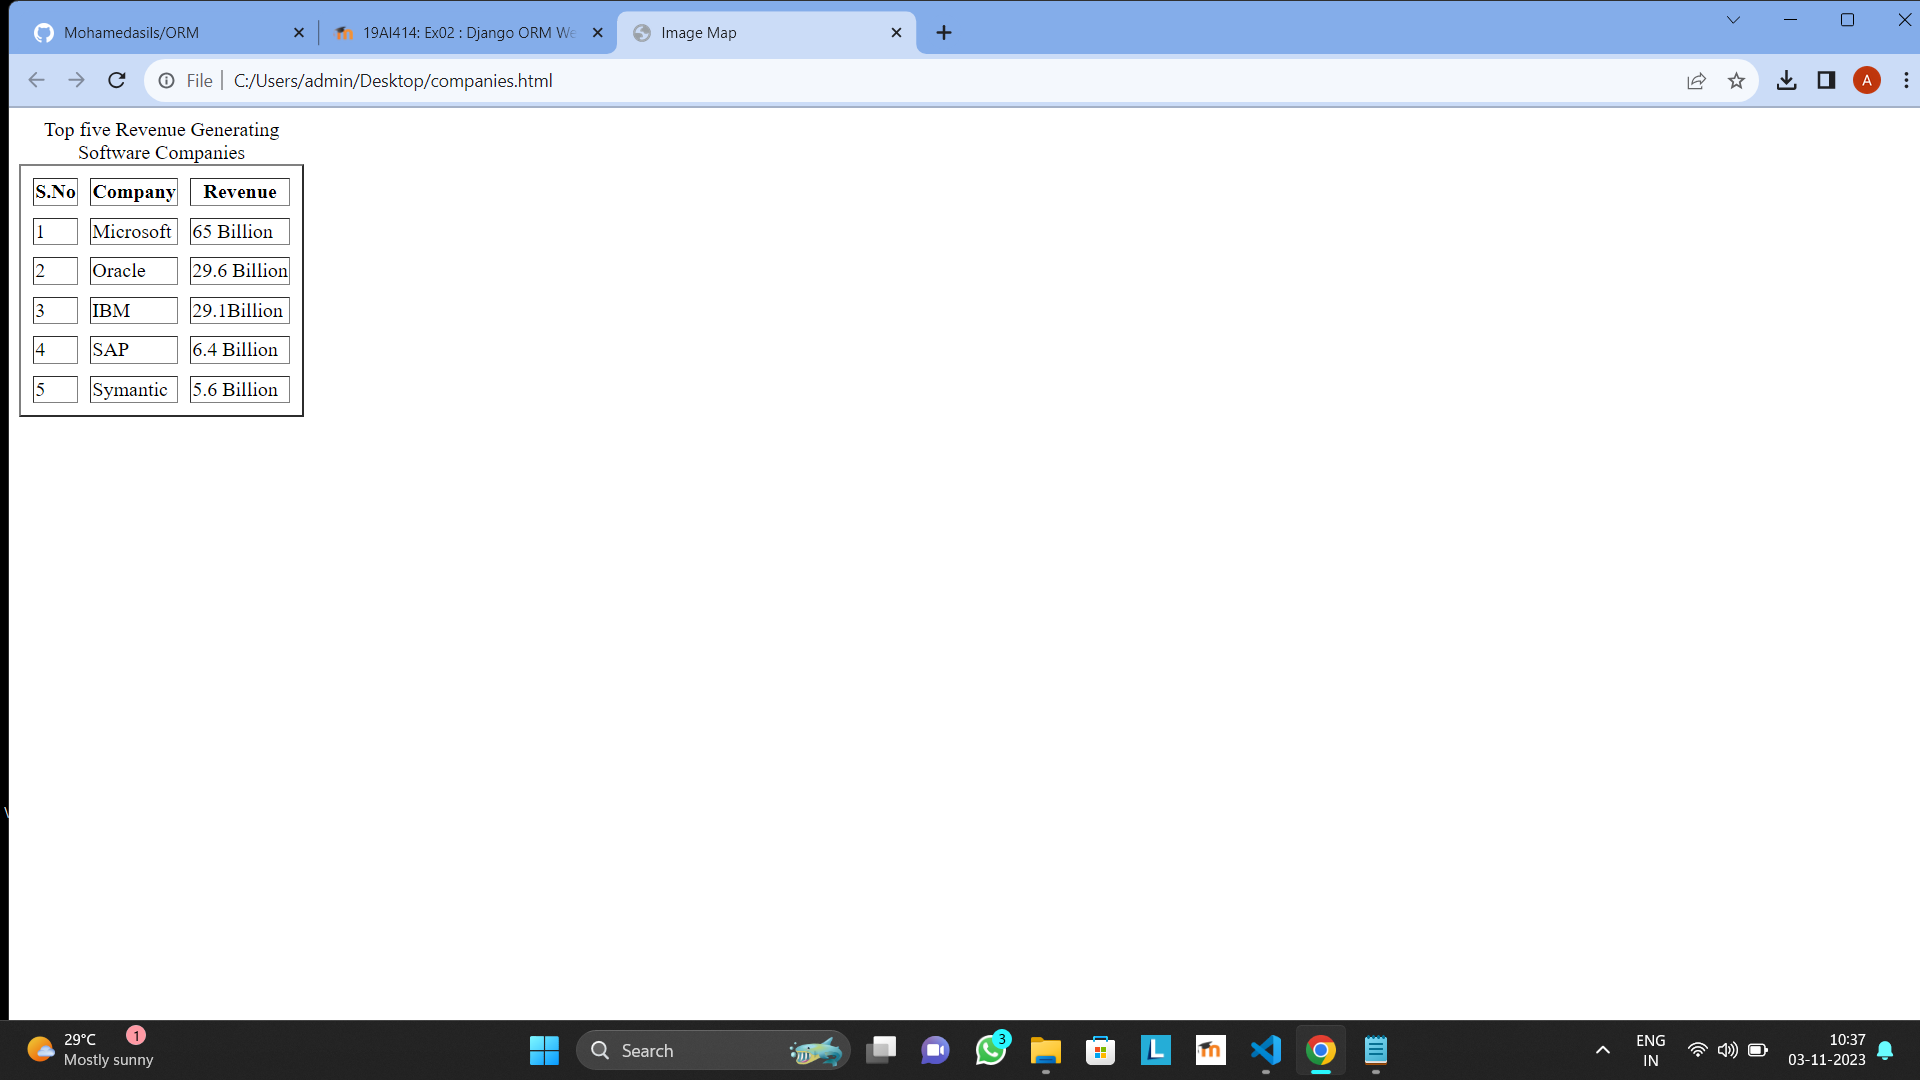 Mohamedasils/ORM
19AI414: Ex02 : Django ORM We
Image Map
File
C:/Users/admin/Desktop/companies.html
A
Top five Revenue Generating
Software Companies
S.No Company Revenue
1 Microsoft 65 Billion
2 Oracle 29.6 Billion
3 IBM 29.1Billion
4 SAP 6.4 Billion
5 Symantic 5.6 Billion
29°C
1
Mostly sunny
Search
3
L
m
ENG
IN
10:37
03-11-2023